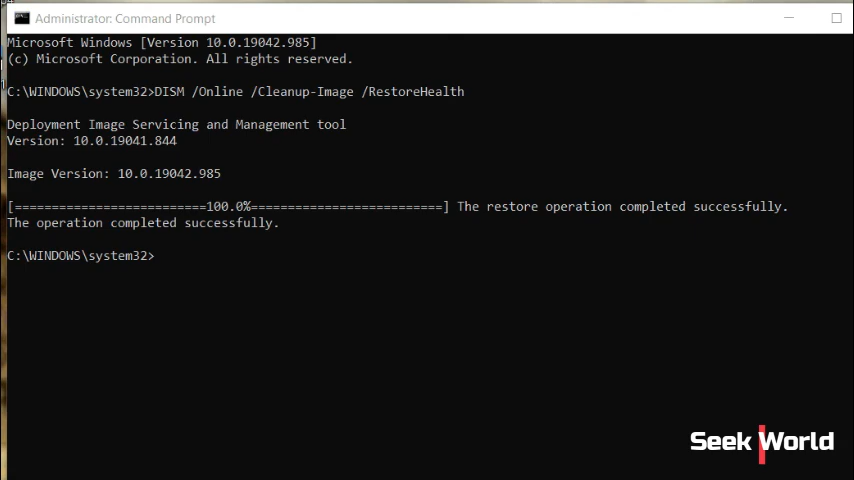 Administrator: Command Prompt
Microsoft Windows [Version 10.0.19042.985]
(c) Microsoft Corporation. All rights reserved.
C:\WINDOWS\system32>DISM /Online /Cleanup-Image /RestoreHealth
Deployment Image Servicing and Management tool
Version: 10.0.19041.844
Image Version: 10.0.19042.985
[==========================100.0%==========================] The restore operation completed successfully.
The operation completed successfully.
C:\WINDOWS\system32>
Seek World